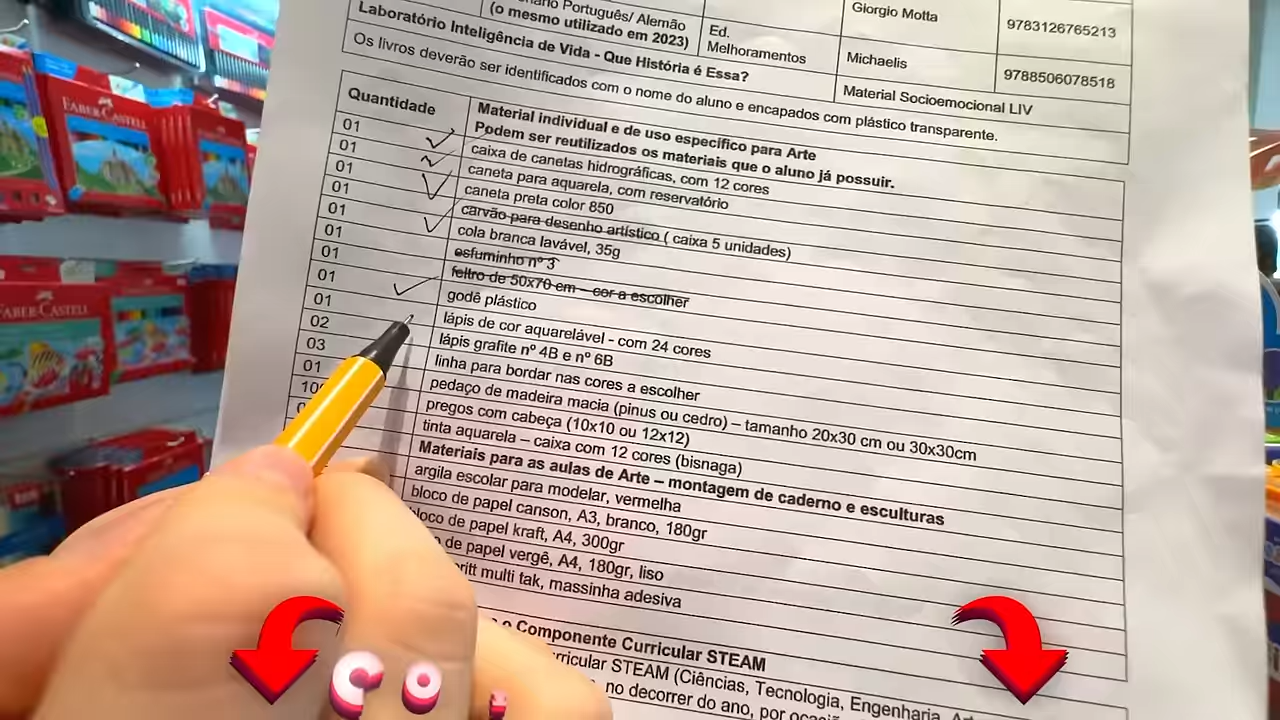 nário Português/ Alemão
(o mesmo utilizado em 2023)
Ed.
Melhoramentos
Giorgio Motta
Michaelis
9783126765213
9788506078518
Laboratório Inteligência de Vida - Que História é Essa?
Material Socioemocional LIV
Os livros deverão ser identificados com o nome do aluno e encapados com plástico transparente.
Quantidade
Material individual e de uso específico para Arte
Podem ser reutilizados os materiais que o aluno já possuir.
01 caixa de canetas hidrográficas, com 12 cores
01 caneta para aquarela, com reservatório
01 caneta preta color 850
01 carvão para desenho artístico ( caixa 5 unidades)
01 cola branca lavável, 35g
01 esfuminho nº 3
01 feltro de 50x70 cm – cor a escolher
01 godê plástico
01 lápis de cor aquarelável - com 24 cores
02 lápis grafite nº 4B e nº 6B
03 linha para bordar nas cores a escolher
01 pedaço de madeira macia (pinus ou cedro) – tamanho 20x30 cm ou 30x30cm
10 pregos com cabeça (10x10 ou 12x12)
tinta aquarela – caixa com 12 cores (bisnaga)
Materiais para as aulas de Arte – montagem de caderno e esculturas
argila escolar para modelar, vermelha
bloco de papel canson, A3, branco, 180gr
bloco de papel kraft, A4, 300gr
de papel vergê, A4, 180gr, liso
multi tak, massinha adesiva
o Componente Curricular STEAM
rricular STEAM (Ciências, Tecnologia, Engenharia,
no decorrer do ano, por
FABER-CASTELL
FABER-CASTELL
CO